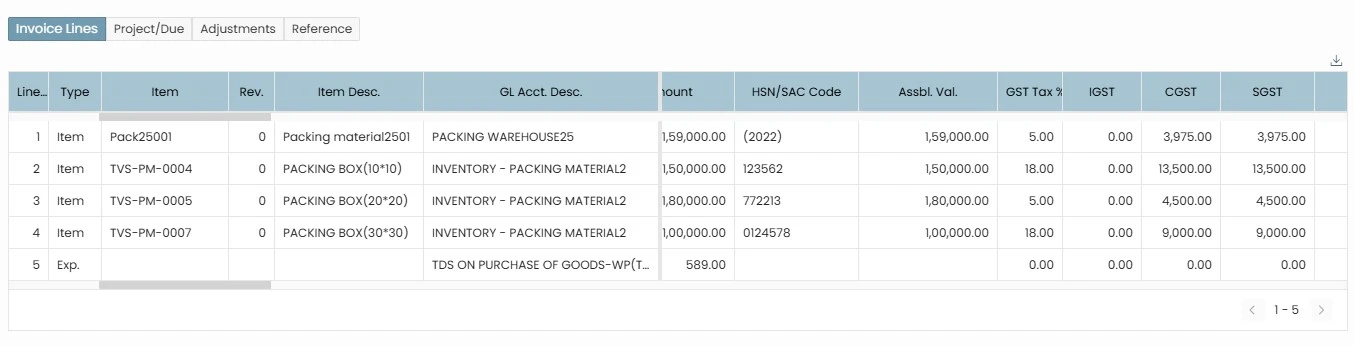 Invoice Lines Project/Due Adjustments Reference
Line... Type Item Rev. Item Desc. GL Acct. Desc. ount HSN/SAC Code Assbl. Val. GST Tax % IGST CGST SGST
1 Item Pack25001 0 Packing material2501 PACKING WAREHOUSE25 1,59,000.00 (2022) 1,59,000.00 5.00 0.00 3,975.00 3,975.00
2 Item TVS-PM-0004 0 PACKING BOX(10*10) INVENTORY - PACKING MATERIAL2 1,50,000.00 123562 1,50,000.00 18.00 0.00 13,500.00 13,500.00
3 Item TVS-PM-0005 0 PACKING BOX(20*20) INVENTORY - PACKING MATERIAL2 1,80,000.00 772213 1,80,000.00 5.00 0.00 4,500.00 4,500.00
4 Item TVS-PM-0007 0 PACKING BOX(30*30) INVENTORY - PACKING MATERIAL2 1,00,000.00 0124578 1,00,000.00 18.00 0.00 9,000.00 9,000.00
5 Exp. TDS ON PURCHASE OF GOODS-WP(T... 589.00 0.00 0.00 0.00 0.00
1 - 5